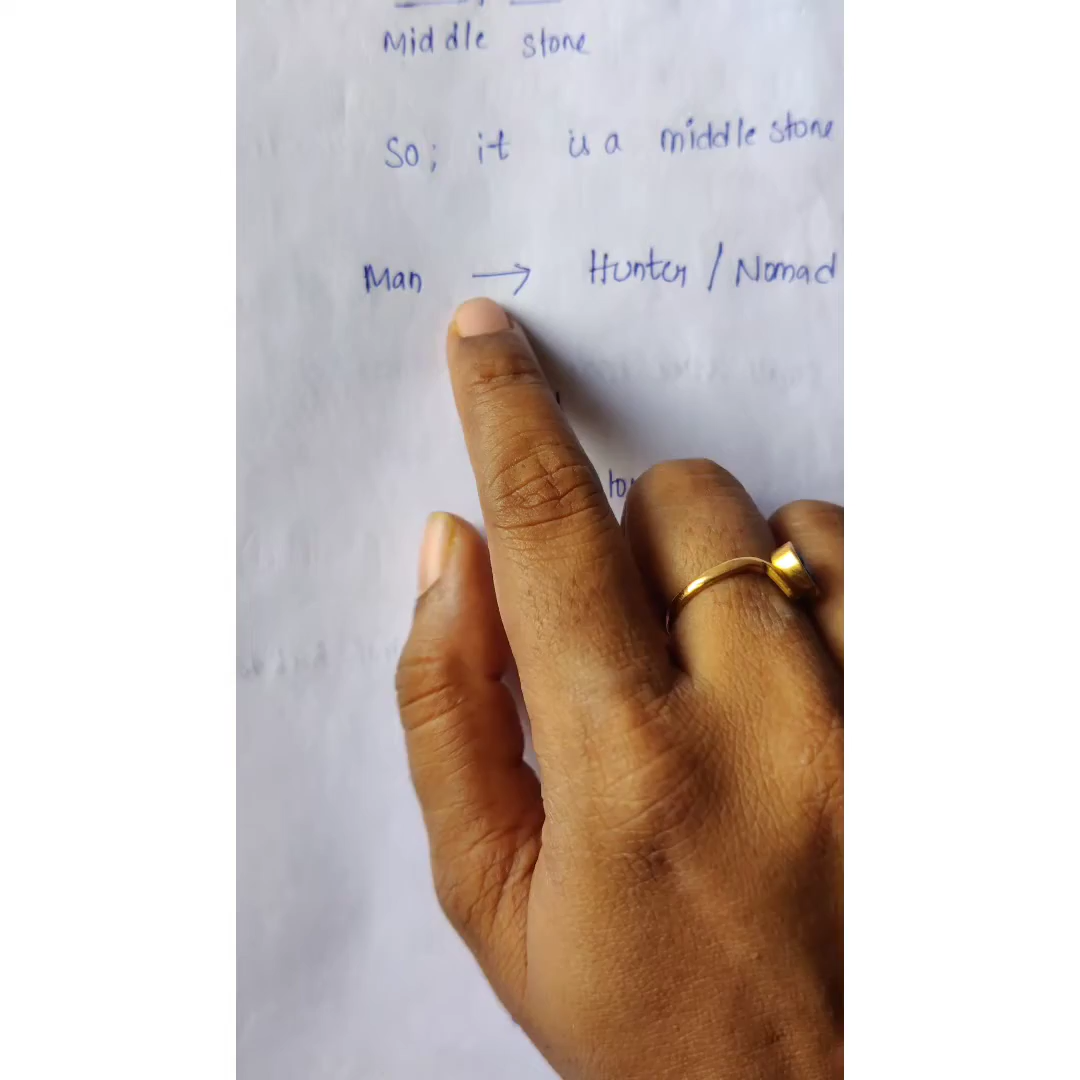 Middle stone
So; it is a middle stone
Man → Hunter / Nomad